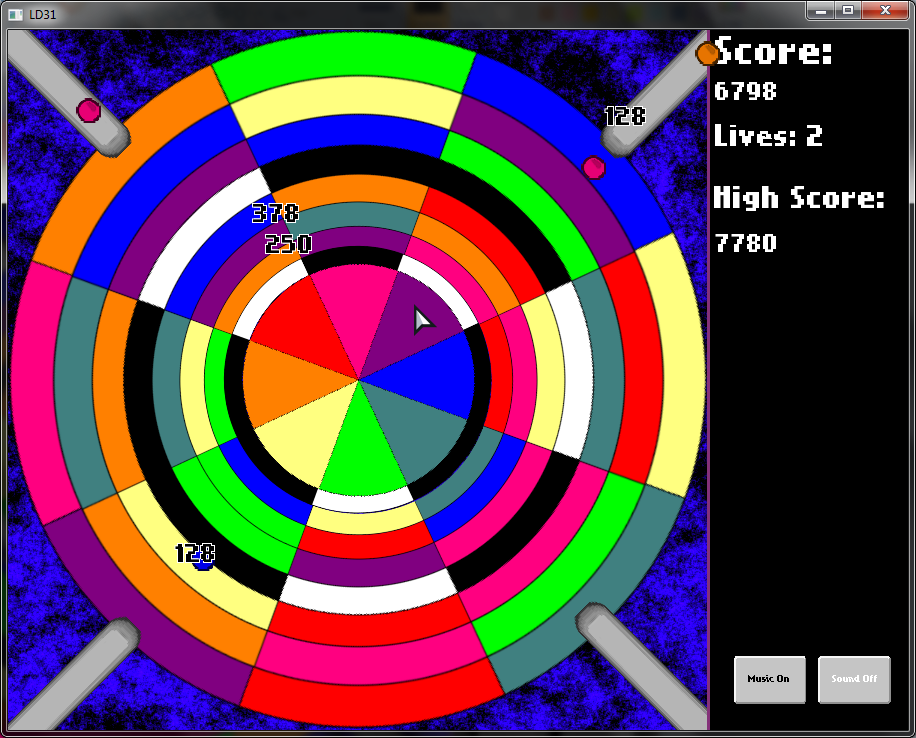 LD31
Score:
6798
Lives: 2
High Score:
7780
128
378
250
128
Music On
Sound Off